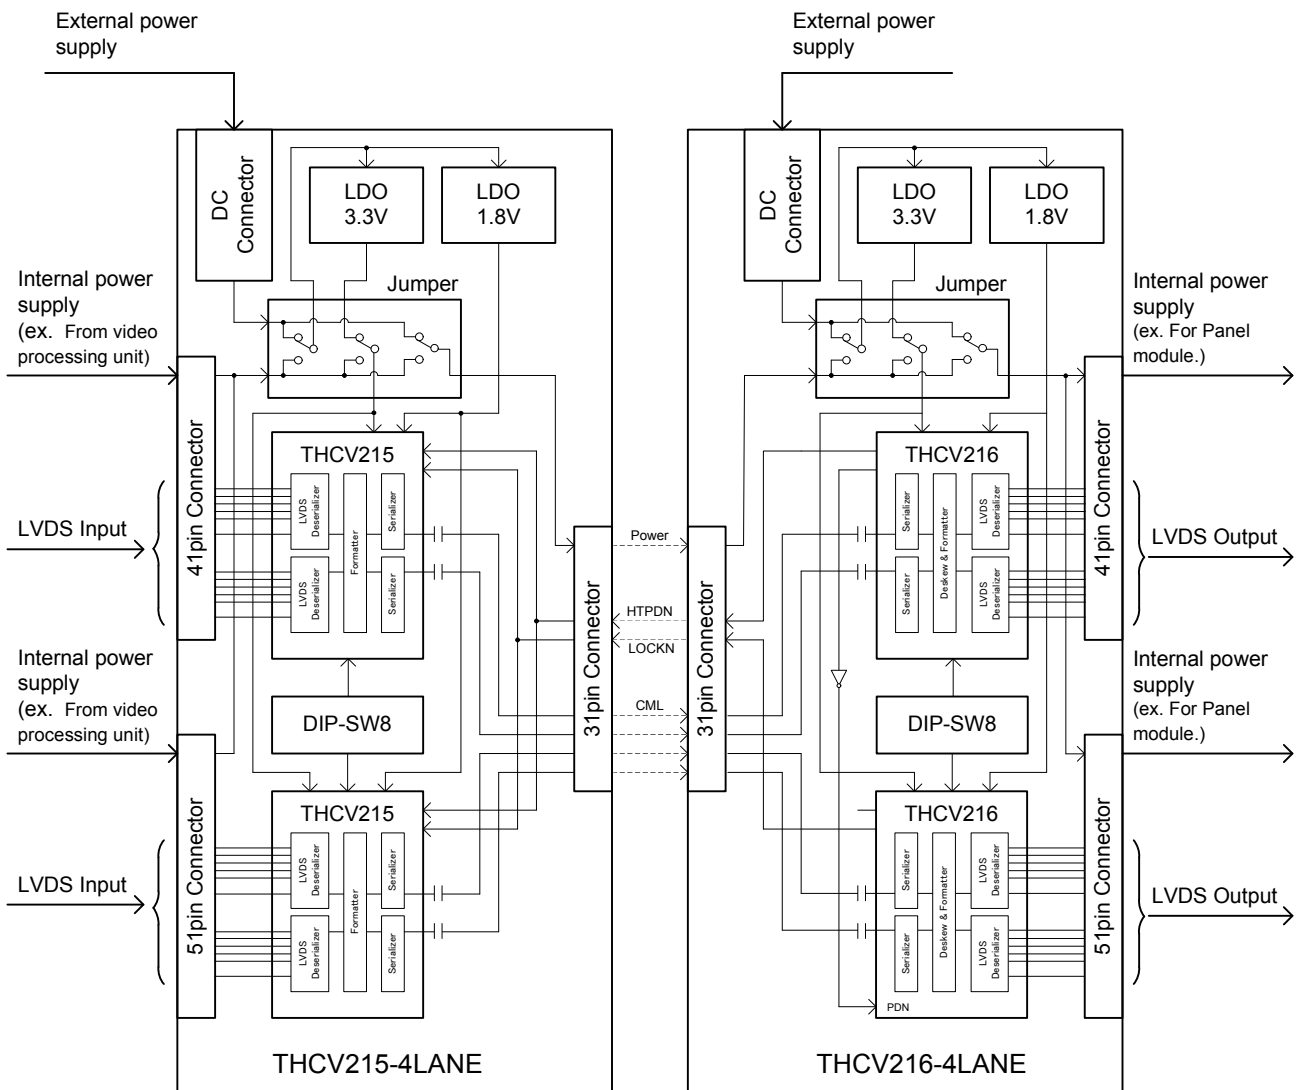 External power
supply
External power
supply
DC
Connector
LDO
3.3V
LDO
1.8V
DC
Connector
LDO
3.3V
LDO
1.8V
Internal power
supply
(ex. From video
processing unit)
Jumper
Jumper
Internal power
supply
(ex. For Panel
module.)
41pin Connector
THCV215
LVDS
Deserializer
Formatter
Serializer
LVDS
Deserializer
Serializer
LVDS Input
31pin Connector
Power
HTPDN
LOCKN
CML
31pin Connector
THCV216
Serializer
Deskew & Formatter
LVDS
Deserializer
Serializer
LVDS
Deserializer
41pin Connector
LVDS Output
Internal power
supply
(ex. From video
processing unit)
DIP-SW8
DIP-SW8
Internal power
supply
(ex. For Panel
module.)
51pin Connector
THCV215
LVDS
Deserializer
Formatter
Serializer
LVDS
Deserializer
Serializer
LVDS Input
THCV216
Serializer
Deskew & Formatter
LVDS
Deserializer
Serializer
LVDS
Deserializer
PDN
51pin Connector
LVDS Output
THCV215-4LANE
THCV216-4LANE